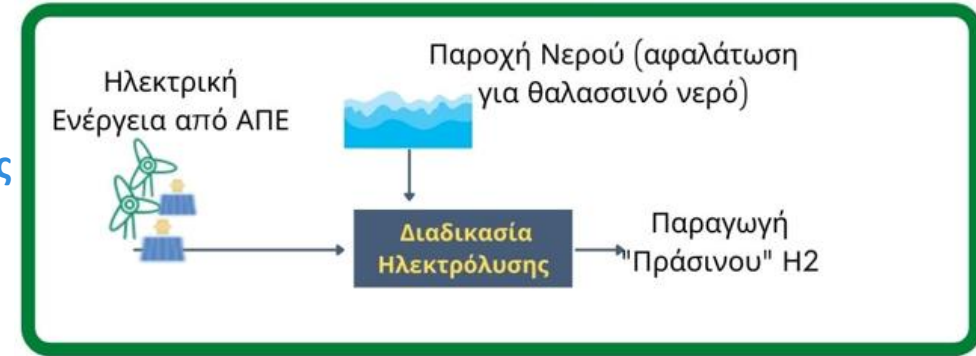 Ηλεκτρική
Ενέργεια από ΑΠΕ
Παροχή Νερού (αφαλάτωση
για θαλασσινό νερό)
ς
Διαδικασία
Ηλεκτρόλυσης
Παραγωγή
"Πράσινου" Η2